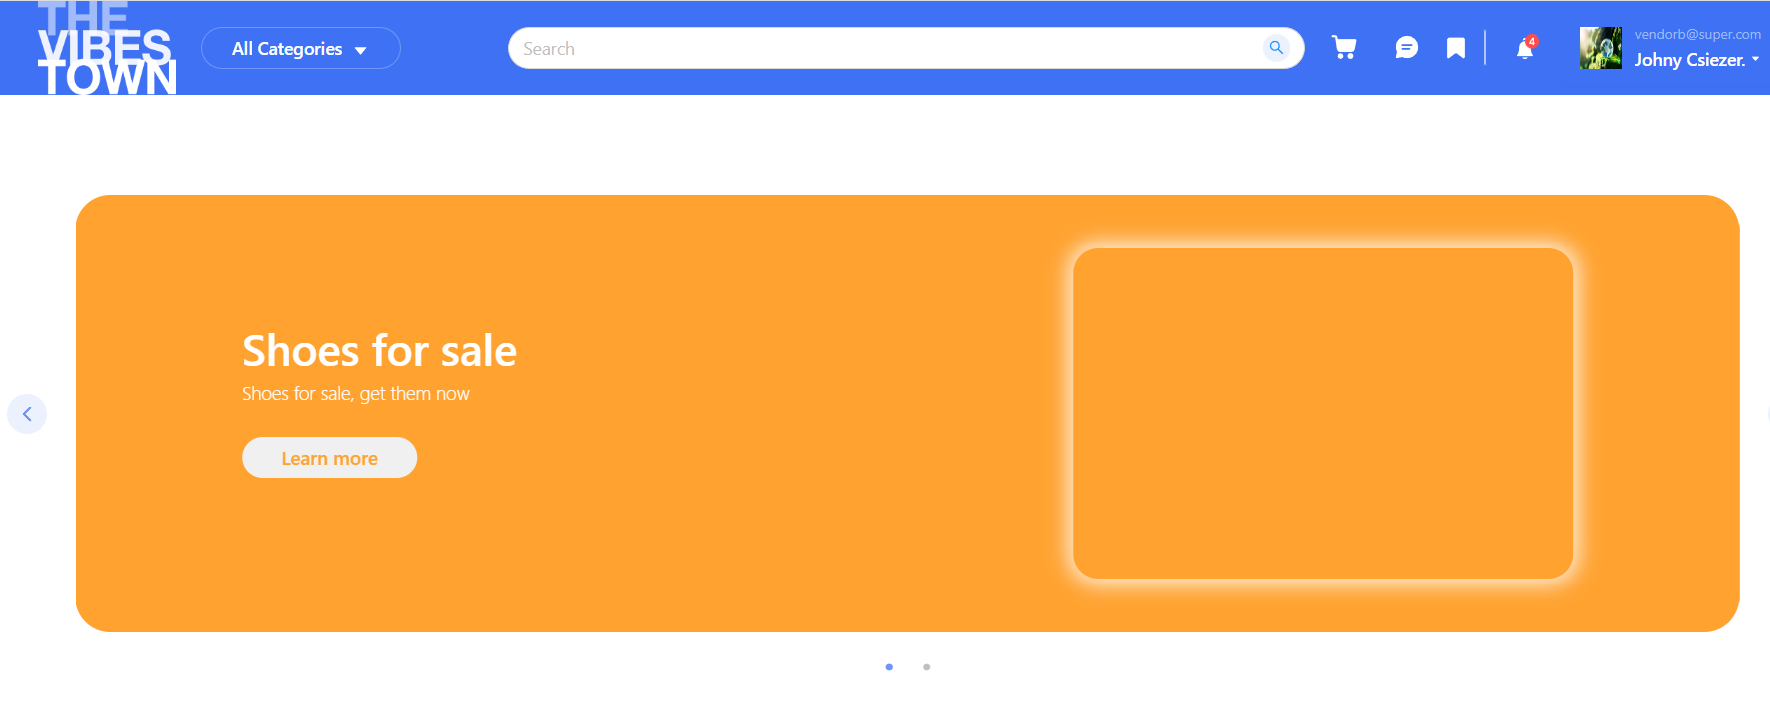 THE
VIBES
TOWN
All Categories
Search
4
vendorb@super.com
Johny Csiezer.
Shoes for sale
Shoes for sale, get them now
Learn more